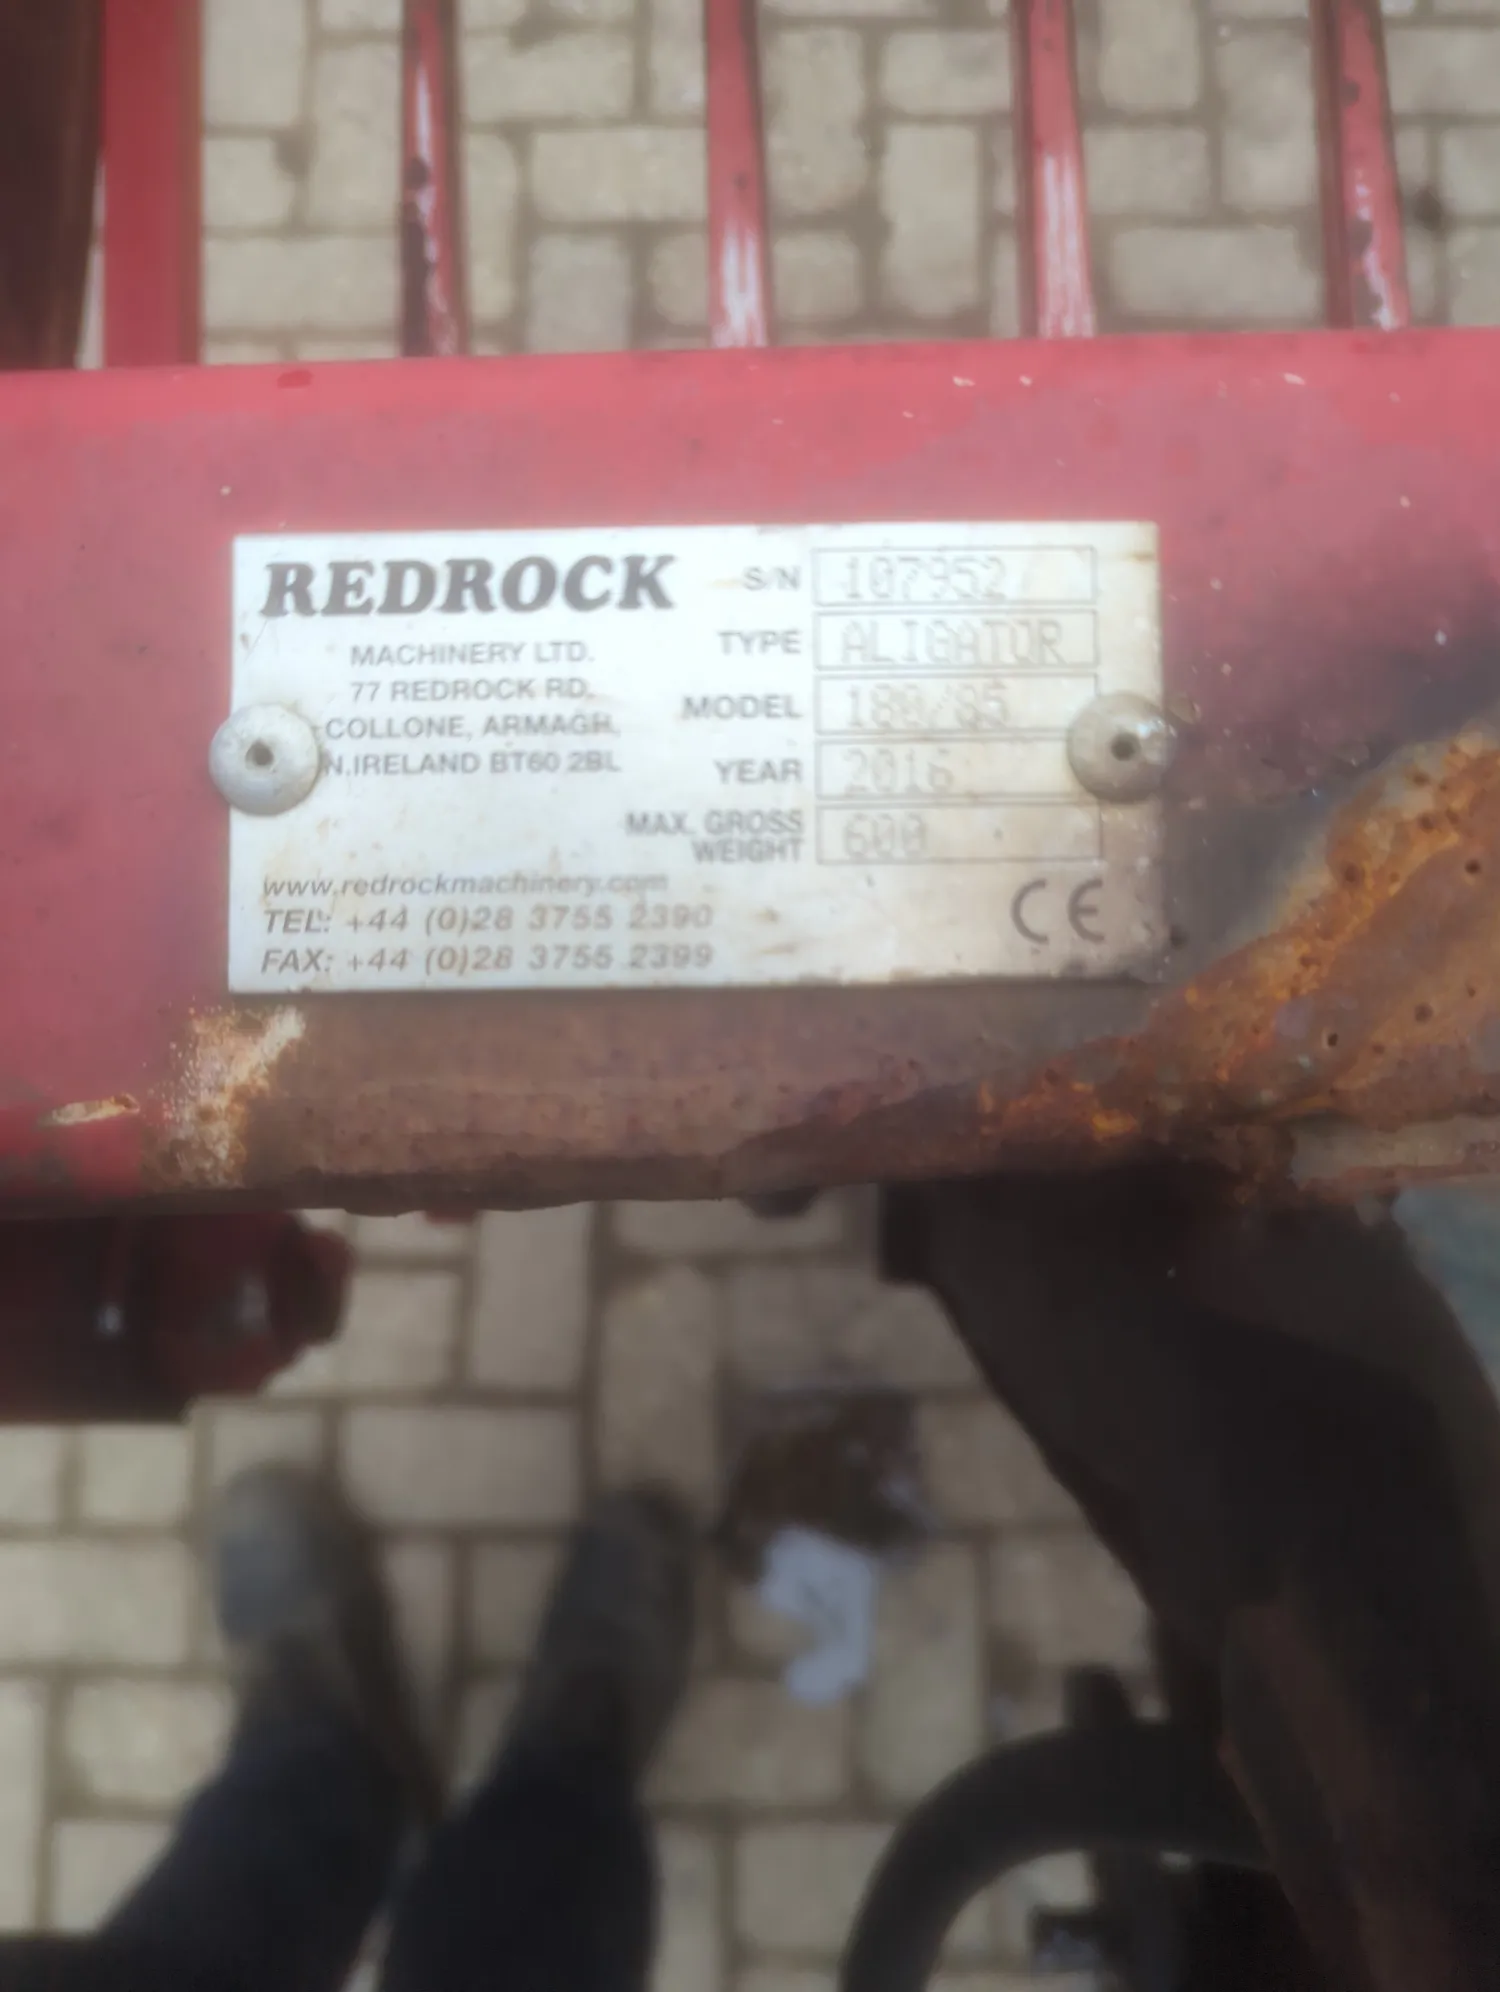 REDROCK
MACHINERY LTD.
77 REDROCK RD,
COLLONE, ARMAGH,
N.IRELAND BT60 2BL
S/N 107952
TYPE ALIGATOR
MODEL 180/85
YEAR 2016
MAX. GROSS
WEIGHT 600
www.redrockmachinery.com
TEL: +44 (0)28 3755 2390
FAX: +44 (0)28 3755 2399
CE